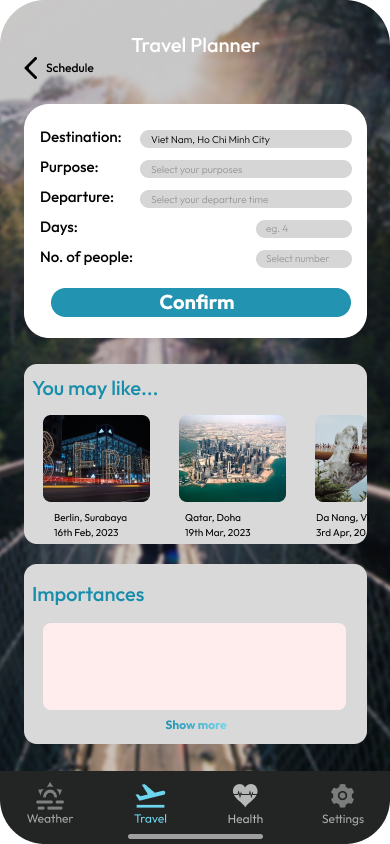 Travel Planner
Schedule
Destination: Viet Nam, Ho Chi Minh City
Purpose: Select your purposes
Departure: Select your departure time
Days: eg. 4
No. of people: Select number
Confirm
You may like...
BERL
Berlin, Surabaya
16th Feb, 2023
Qatar, Doha
19th Mar, 2023
Da Nang, V
3rd Apr, 20
Importances
Show more
Weather
Travel
Health
Settings